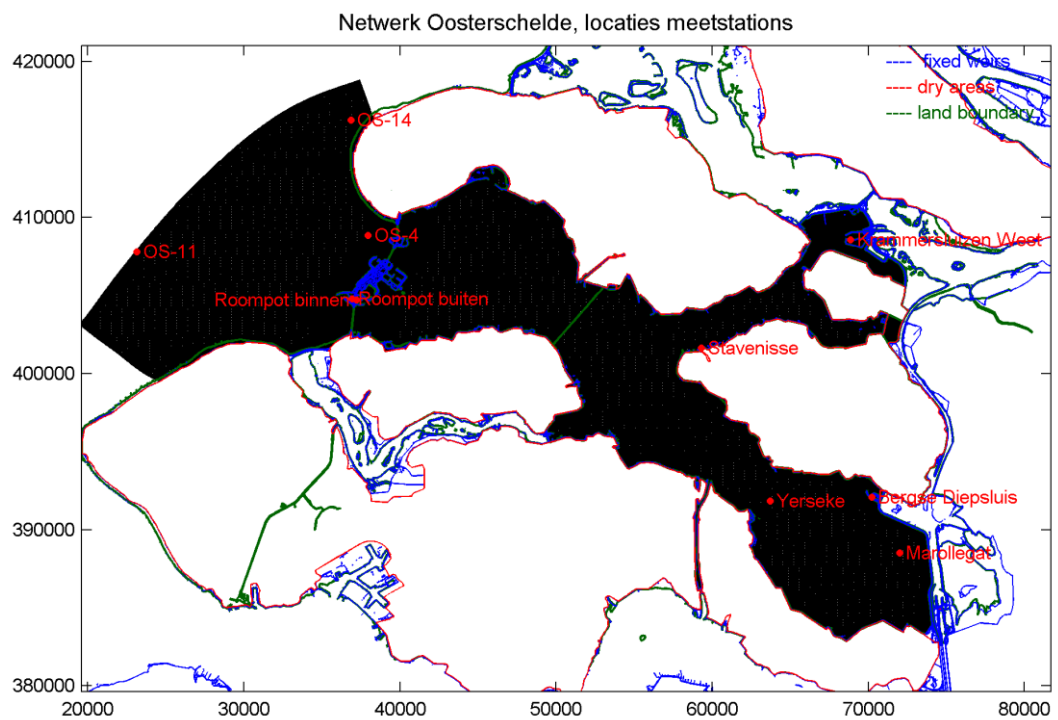 Netwerk Oosterschelde, locaties meetstations
420000
fixed weirs
dry areas
land boundary
OS-14
410000
OS-4
OS-11
Krammersluizen West
Roompot binnen
Roompot buiten
Stavenisse
400000
Yerseke
Bergse Diepsluis
390000
Marollegat
380000
20000 30000 40000 50000 60000 70000 80000